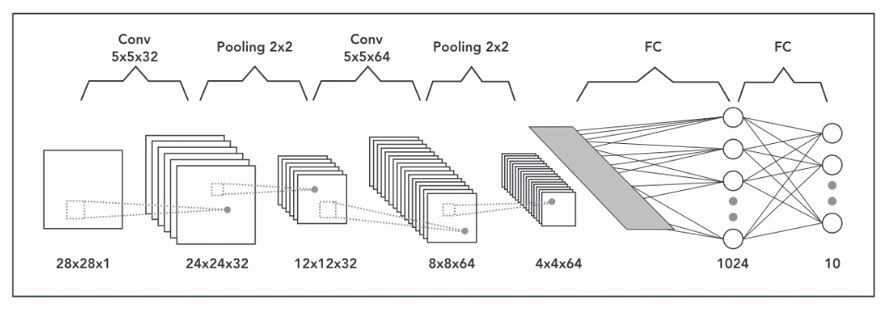 Conv
5x5x32
Pooling 2x2
Conv
5x5x64
Pooling 2x2
FC
FC
28x28x1
24x24x32
12x12x32
8x8x64
4x4x64
1024
10